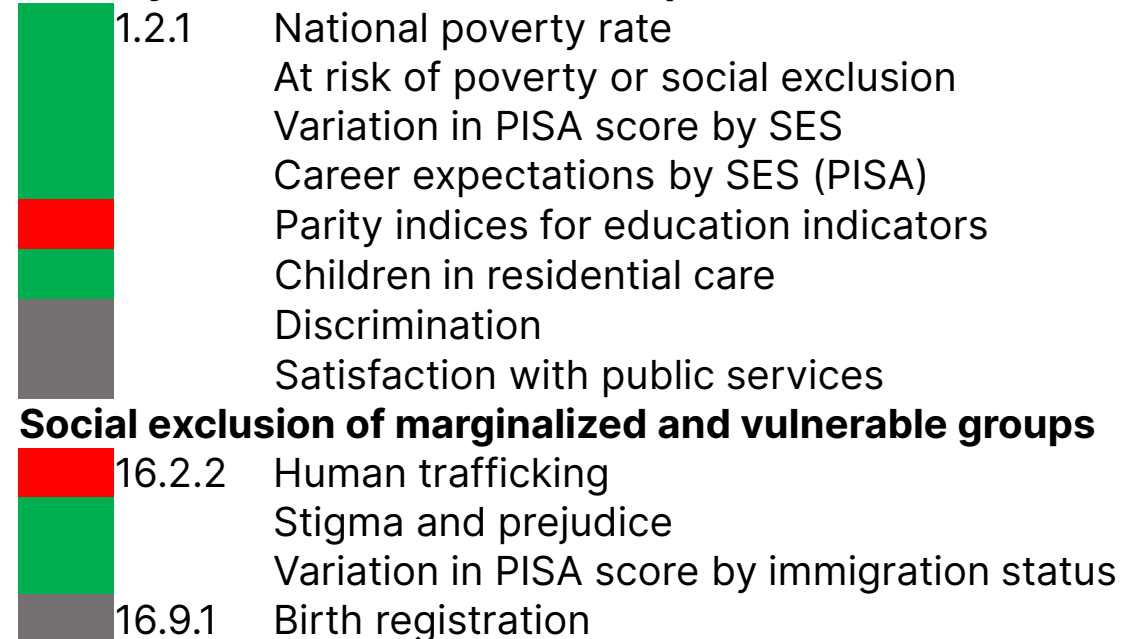 1.2.1 National poverty rate
At risk of poverty or social exclusion
Variation in PISA score by SES
Career expectations by SES (PISA)
Parity indices for education indicators
Children in residential care
Discrimination
Satisfaction with public services
Social exclusion of marginalized and vulnerable groups
16.2.2 Human trafficking
Stigma and prejudice
Variation in PISA score by immigration status
16.9.1 Birth registration